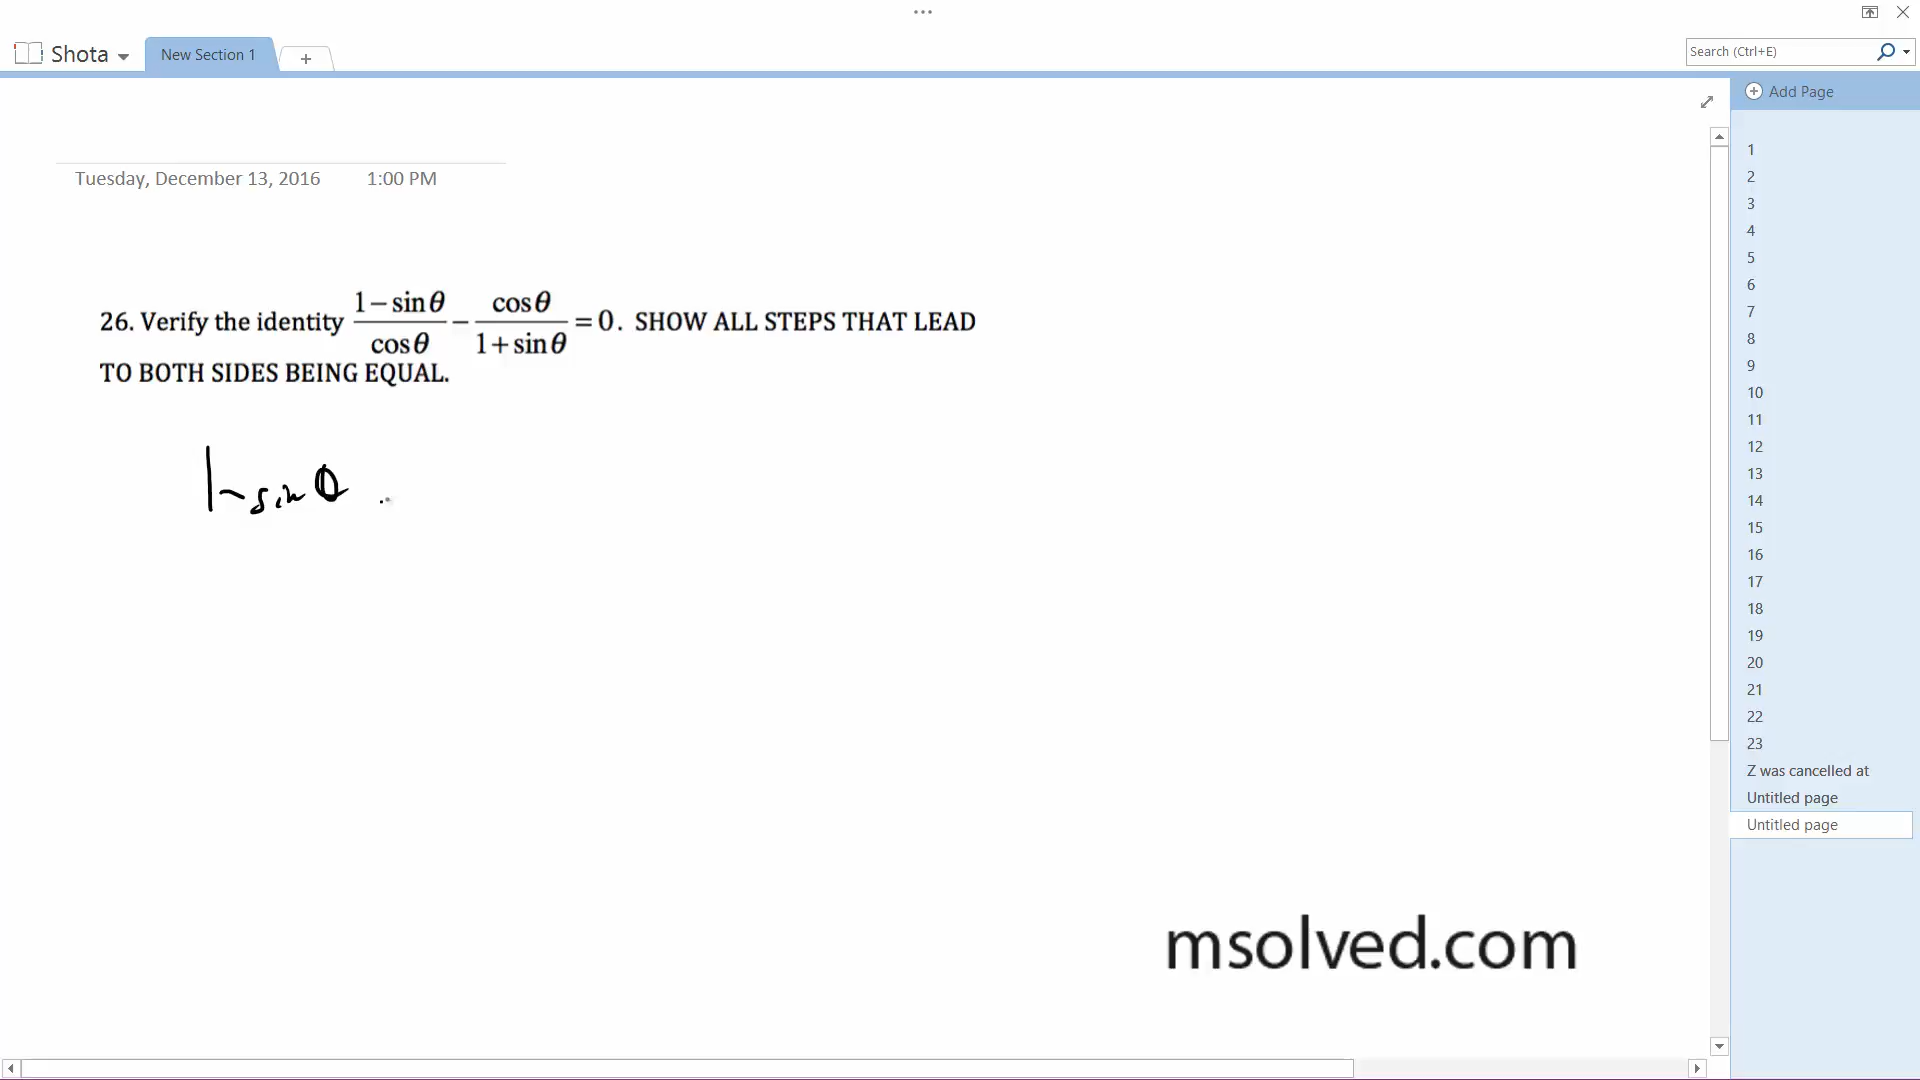 ...
Shota
New Section 1
+
Search (Ctrl+E)
Add Page
Tuesday, December 13, 2016 1:00 PM
26. Verify the identity (1−sinθ)/(cosθ) − (cosθ)/(1+sinθ) = 0. SHOW ALL STEPS THAT LEAD
TO BOTH SIDES BEING EQUAL.
1-sinθ
1
2
3
4
5
6
7
8
9
10
11
12
13
14
15
16
17
18
19
20
21
22
23
Z was cancelled at
Untitled page
Untitled page
msolved.com